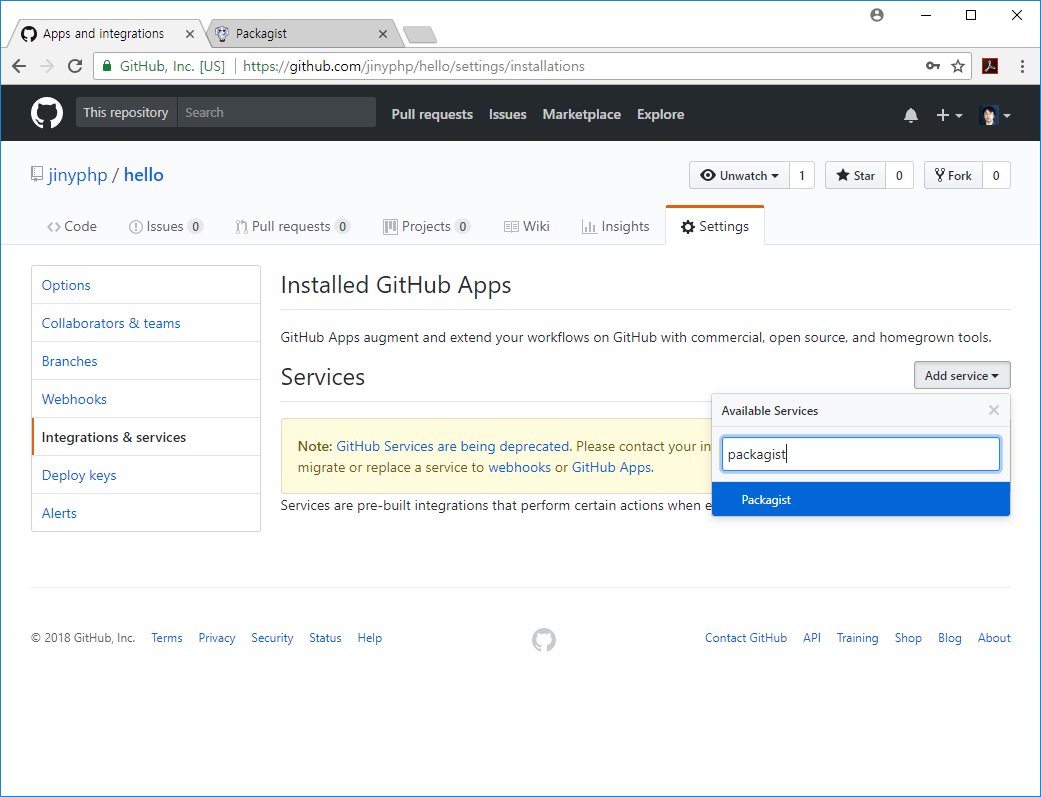 Apps and integrations
Packagist
GitHub, Inc. [US] https://github.com/jinyphp/hello/settings/installations
This repository Search Pull requests Issues Marketplace Explore
jinyphp / hello
Unwatch 1 Star 0 Fork 0
Code Issues 0 Pull requests 0 Projects 0 Wiki Insights Settings
Options
Collaborators & teams
Branches
Webhooks
Integrations & services
Deploy keys
Alerts
Installed GitHub Apps
GitHub Apps augment and extend your workflows on GitHub with commercial, open source, and homegrown tools.
Services
Add service
Available Services
packagist
Packagist
Note: GitHub Services are being deprecated. Please contact your in
migrate or replace a service to webhooks or GitHub Apps.
Services are pre-built integrations that perform certain actions when e
© 2018 GitHub, Inc. Terms Privacy Security Status Help
Contact GitHub API Training Shop Blog About